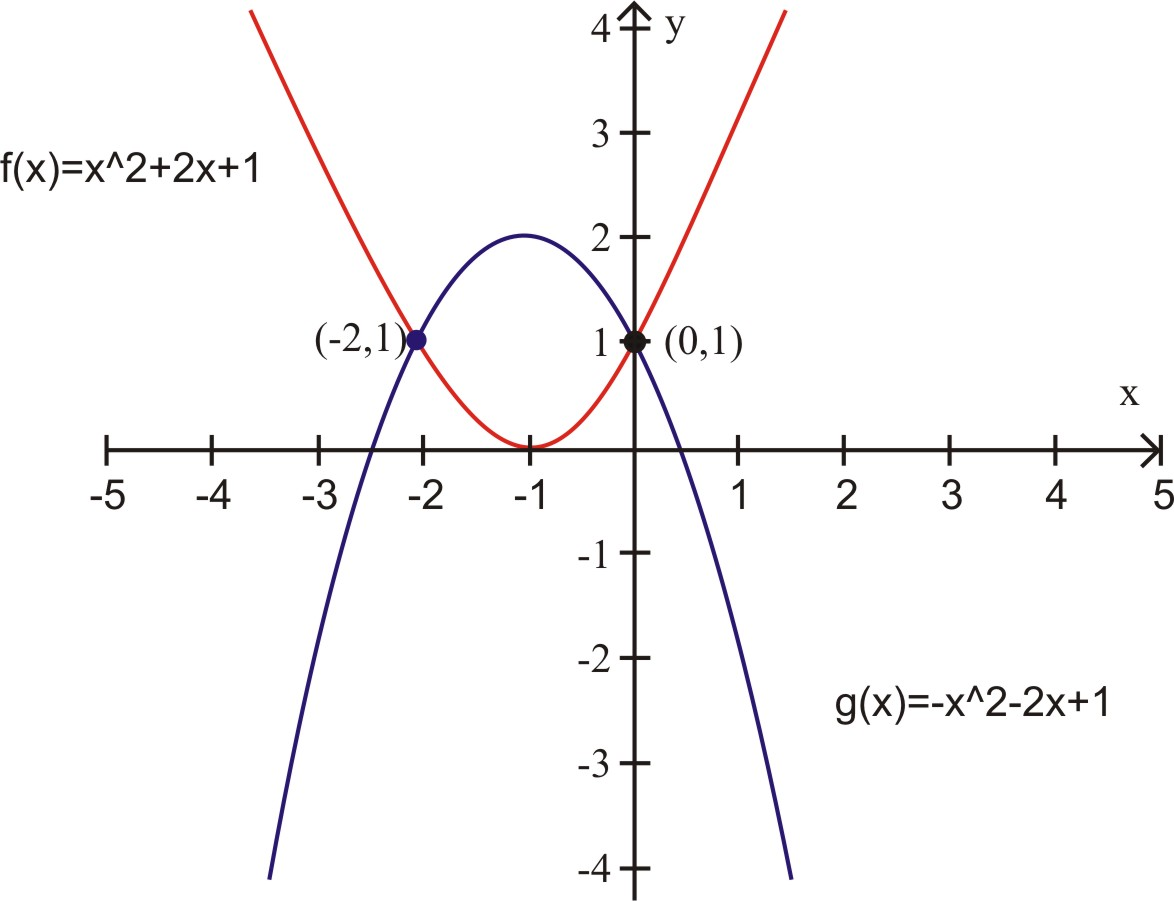 4 y
3
f(x)=x^2+2x+1
2
(-2,1) 1 (0,1)
x
-5 -4 -3 -2 -1 1 2 3 4 5
-1
-2
g(x)=-x^2-2x+1
-3
-4